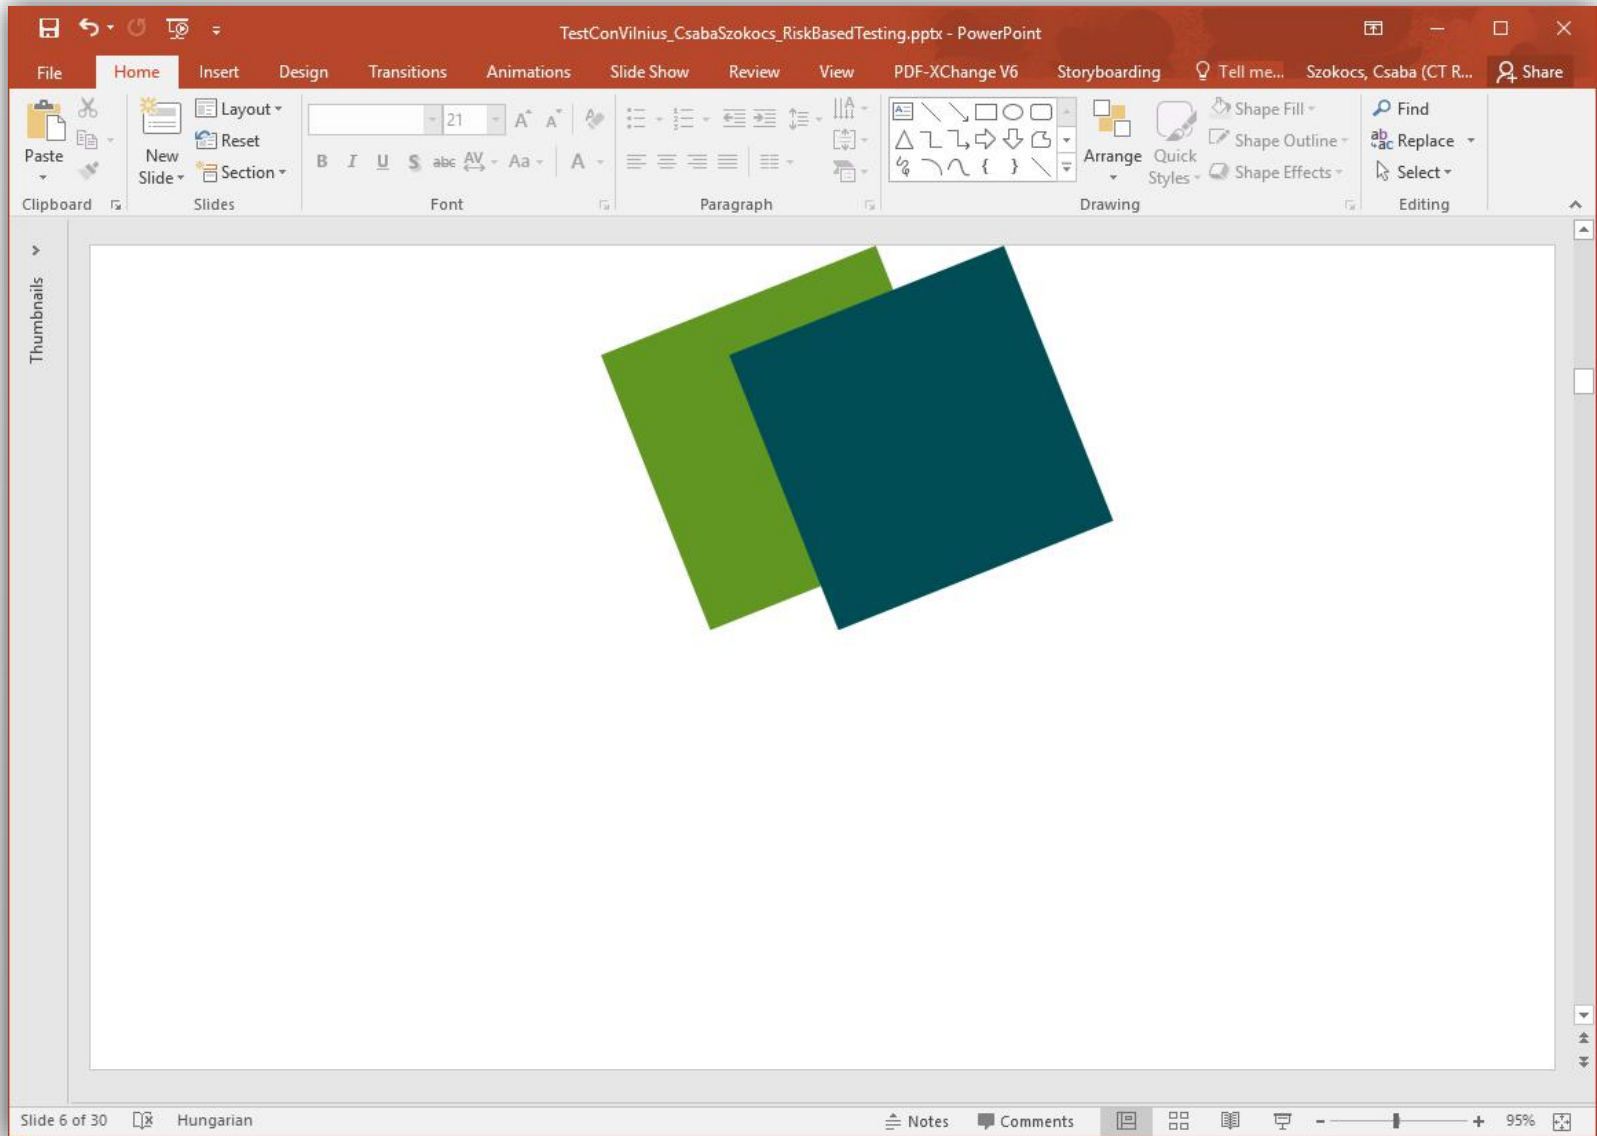 TestConVilnius_CsabaSzokocs_RiskBasedTesting.pptx - PowerPoint
File Home Insert Design Transitions Animations Slide Show Review View PDF-XChange V6 Storyboarding Tell me... Szokocs, Csaba (CT R... Share
Paste
New
Slide
Layout
Reset
Section
21
A A
B I U S abc AV Aa A
Arrange
Quick
Styles
Shape Fill
Shape Outline
Shape Effects
Find
Replace
Select
Clipboard Slides Font Paragraph Drawing Editing
Thumbnails
Slide 6 of 30 Hungarian Notes Comments 95%